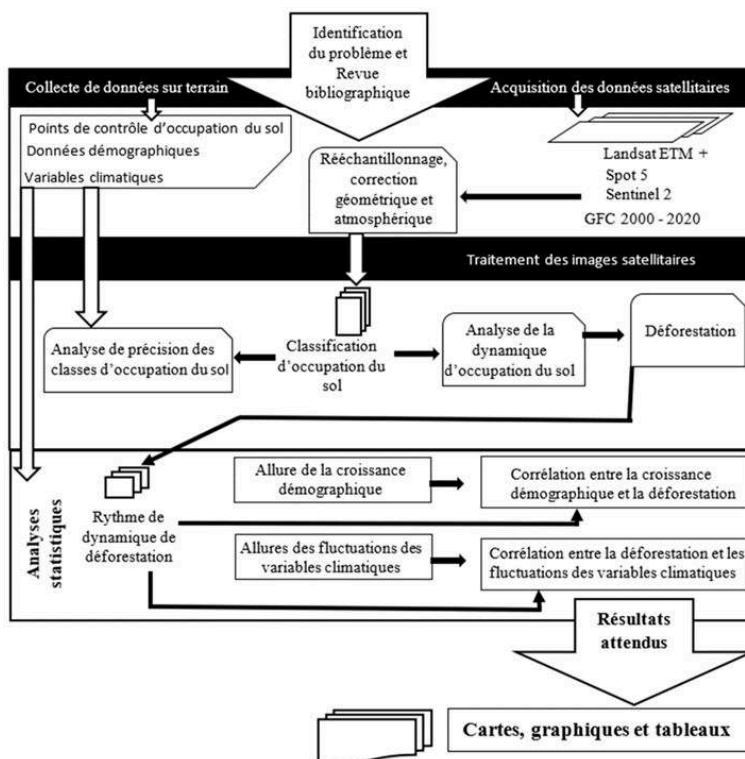 Identification
du problème et
Revue
bibliographique
Collecte de données sur terrain
Acquisition des données satellitaires
Points de contrôle d'occupation du sol
Données démographiques
Variables climatiques
Rééchantillonnage,
correction
géométrique et
atmosphérique
Landsat ETM +
Spot 5
Sentinel 2
GFC 2000 - 2020
Traitement des images satellitaires
Analyse de précision des
classes d'occupation du sol
Classification
d'occupation du
sol
Analyse de la
dynamique
d'occupation du sol
Déforestation
Analyses
statistiques
Rythme de
dynamique de
déforestation
Allure de la croissance
démographique
Corrélation entre la croissance
démographique et la déforestation
Allures des fluctuations des
variables climatiques
Corrélation entre la déforestation et les
fluctuations des variables climatiques
Résultats
attendus
Cartes, graphiques et tableaux